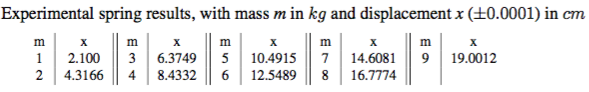 Experimental spring results, with mass m in kg and displacement x (±0.0001) in cm
m x m x m x m x m x
1 2.100 3 6.3749 5 10.4915 7 14.6081 9 19.0012
2 4.3166 4 8.4332 6 12.5489 8 16.7774